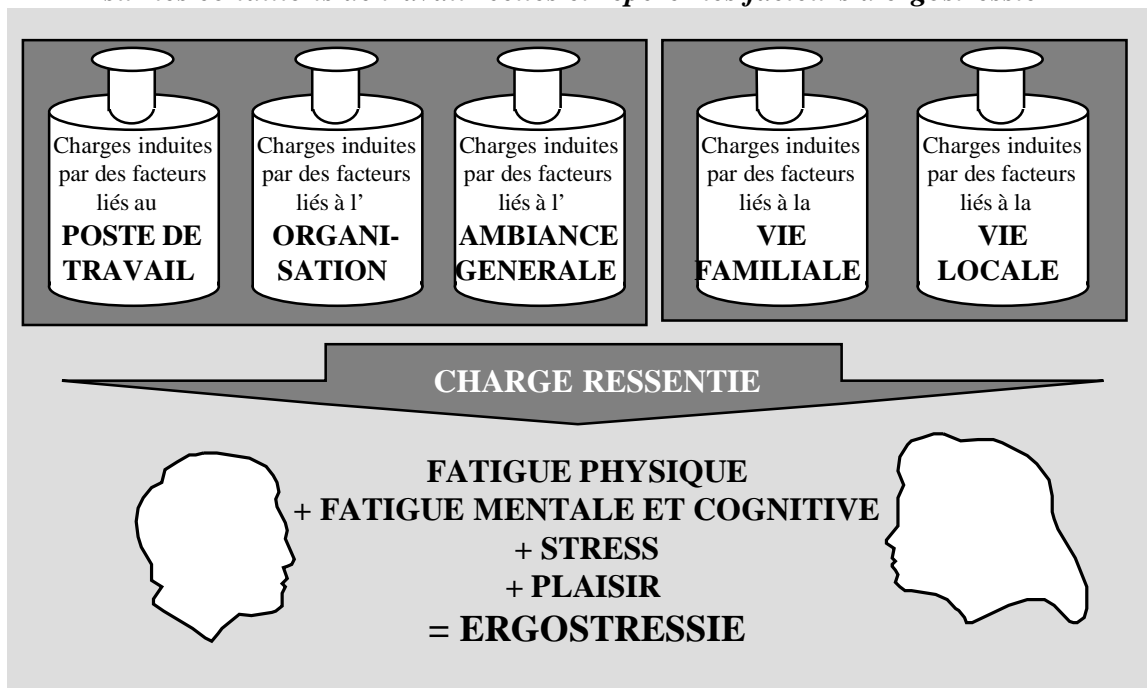 Charges induites
par des facteurs
liés au
POSTE DE
TRAVAIL
Charges induites
par des facteurs
liés à l’
ORGANI-
SATION
Charges induites
par des facteurs
liés à l’
AMBIANCE
GENERALE
Charges induites
par des facteurs
liés à la
VIE
FAMILIALE
Charges induites
par des facteurs
liés à la
VIE
LOCALE
CHARGE RESSENTIE
FATIGUE PHYSIQUE
+ FATIGUE MENTALE ET COGNITIVE
+ STRESS
+ PLAISIR
= ERGOSTRESSIE